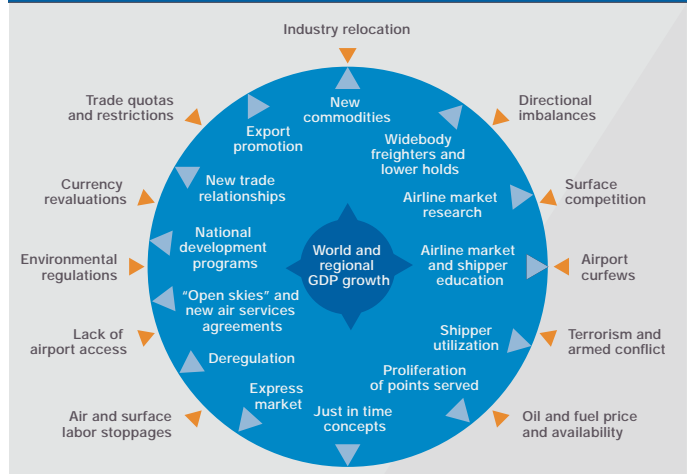 Industry relocation
Trade quotas
and restrictions
Directional
imbalances
New
commodities
Export
promotion
Widebody
freighters and
lower holds
Currency
revaluations
New trade
relationships
Airline market
research
Surface
competition
National
development
programs
World and
regional
GDP growth
Airline market
and shipper
education
Environmental
regulations
Airport
curfews
"Open skies" and
new air services
agreements
Lack of
airport access
Shipper
utilization
Terrorism and
armed conflict
Deregulation
Proliferation
of points served
Express
market
Just in time
concepts
Air and surface
labor stoppages
Oil and fuel price
and availability